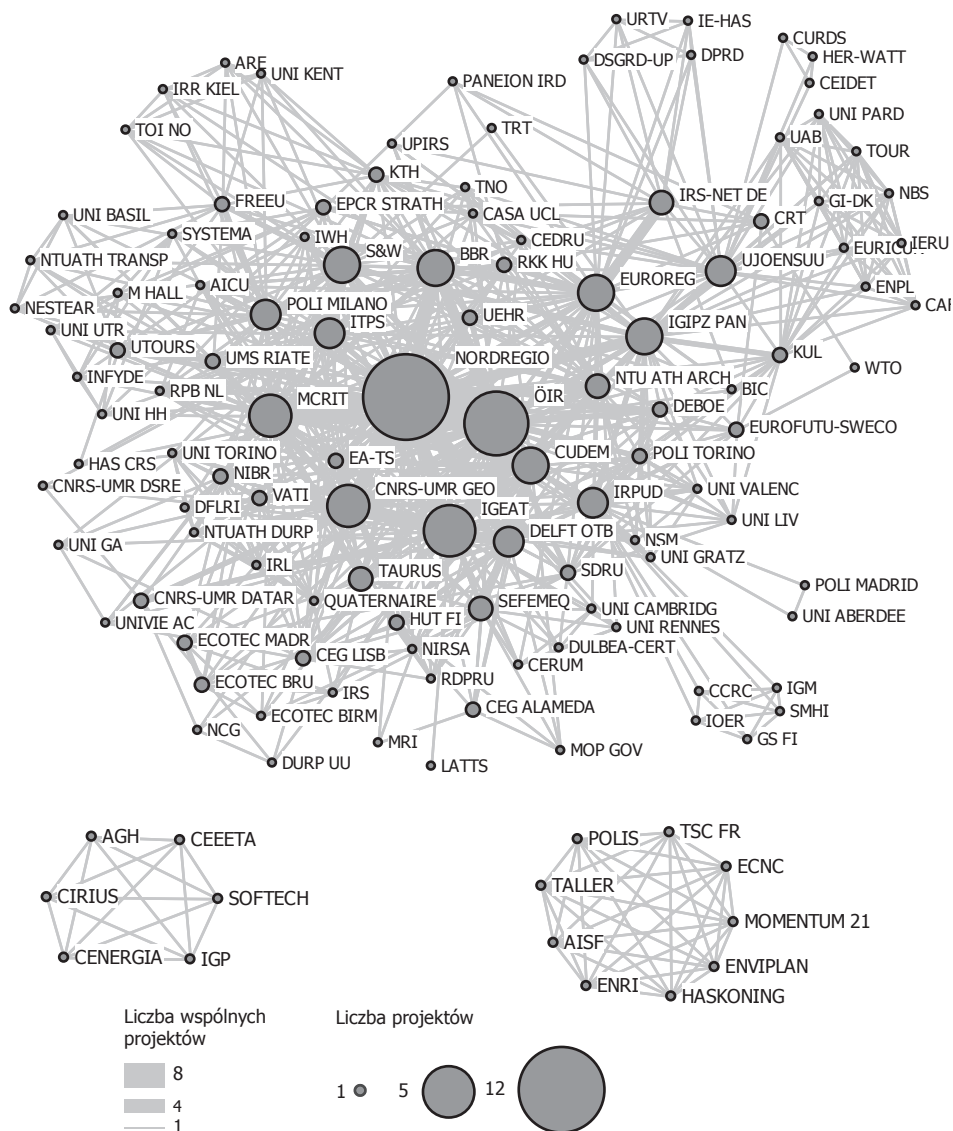 URTV
IE-HAS
CURDS
DSGRD-UP
DPRD
HER-WATT
ARE
UNI KENT
CEIDET
IRR KIEL
PANEION IRD
UNI PARD
TOI NO
TRT
UAB
UPIRS
TOUR
KTH
TNO
IRS-NET DE
GI-DK
NBS
FREEU
EPCR STRATH
CASA UCL
CRT
UNI BASIL
SYSTEMA
IWH
CEDRU
IERU
S&W
BBR
RKK HU
UJOENSUU
NTUATH TRANSP
EUROREG
AICU
M HALL
ENPL
NESTEAR
POLI MILANO
UEHR
UNI UTR
ITPS
IGIPZ PAN
UTOURS
UMS RIATE
NORDREGIO
KUL
WTO
INFYDE
RPB NL
MCRIT
ÖIR
NTU ATH ARCH
BIC
UNI HH
DEBOE
EUROFUTU-SWECO
UNI TORINO
EA-TS
CUDEM
POLI TORINO
HAS CRS
NIBR
CNRS-UMR DSRE
VATI
CNRS-UMR GEO
IRPUD
UNI VALENC
DFLRI
IGEAT
UNI LIV
NTUATH DURP
DELFT OTB
NSM
UNI GA
UNI GRATZ
IRL
TAURUS
SDRU
POLI MADRID
CNRS-UMR DATAR
QUATERNAIRE
SEFEMEQ
UNI CAMBRIDG
UNI ABERDEE
UNIVIE AC
HUT FI
UNI RENNES
ECOTEC MADR
CEG LISB
NIRSA
DULBEA-CERT
CERUM
ECOTEC BRU
RDPRU
IRS
CCRC
IGM
ECOTEC BIRM
CEG ALAMEDA
IOER
SMHI
NCG
MRI
GS FI
DURP UU
LATTS
MOP GOV
AGH
CEEETA
CIRIUS
SOFTECH
CENERGIA
IGP
POLIS
TSC FR
ECNC
TALLER
MOMENTUM 21
AISF
ENVIPLAN
ENRI
HASKONING
Liczba wspólnych
projektów
8
4
1
Liczba projektów
1
5
12